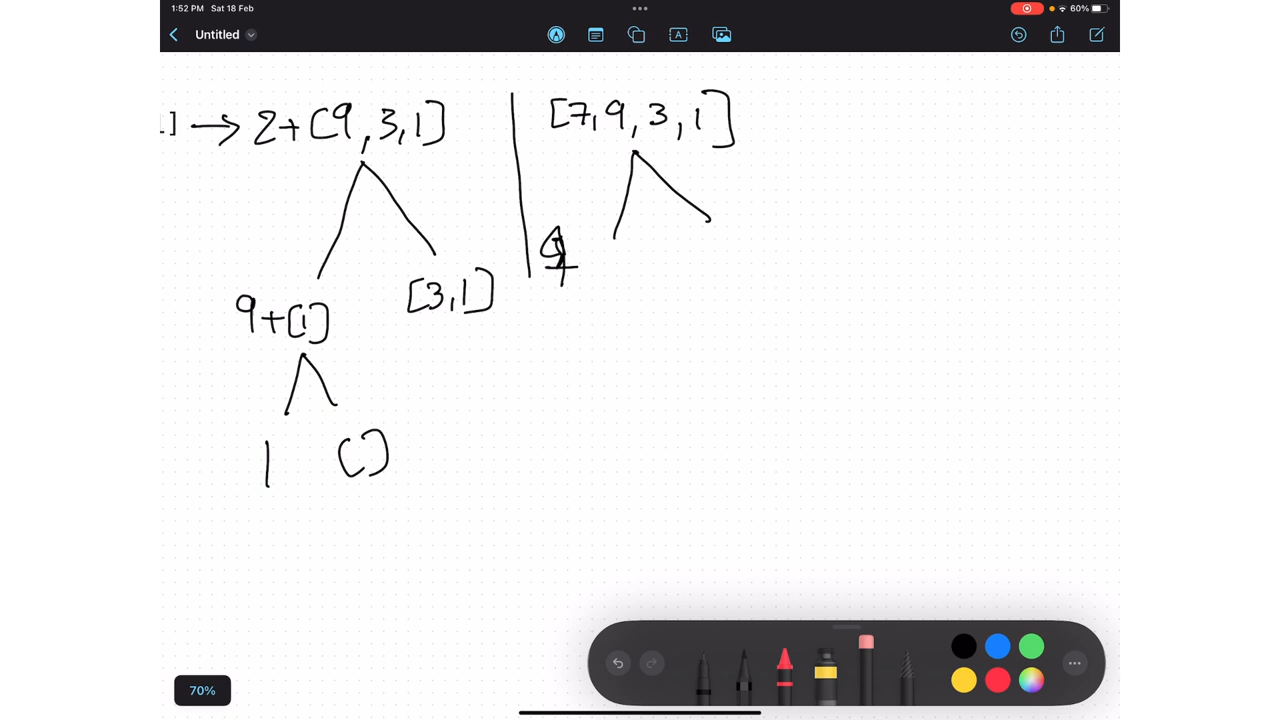 1:52 PM Sat 18 Feb
60%
Untitled
A
1] → 2+[9,3,1]
[7,9,3,1]
9+[1]
[3,1]
1
[]
70%